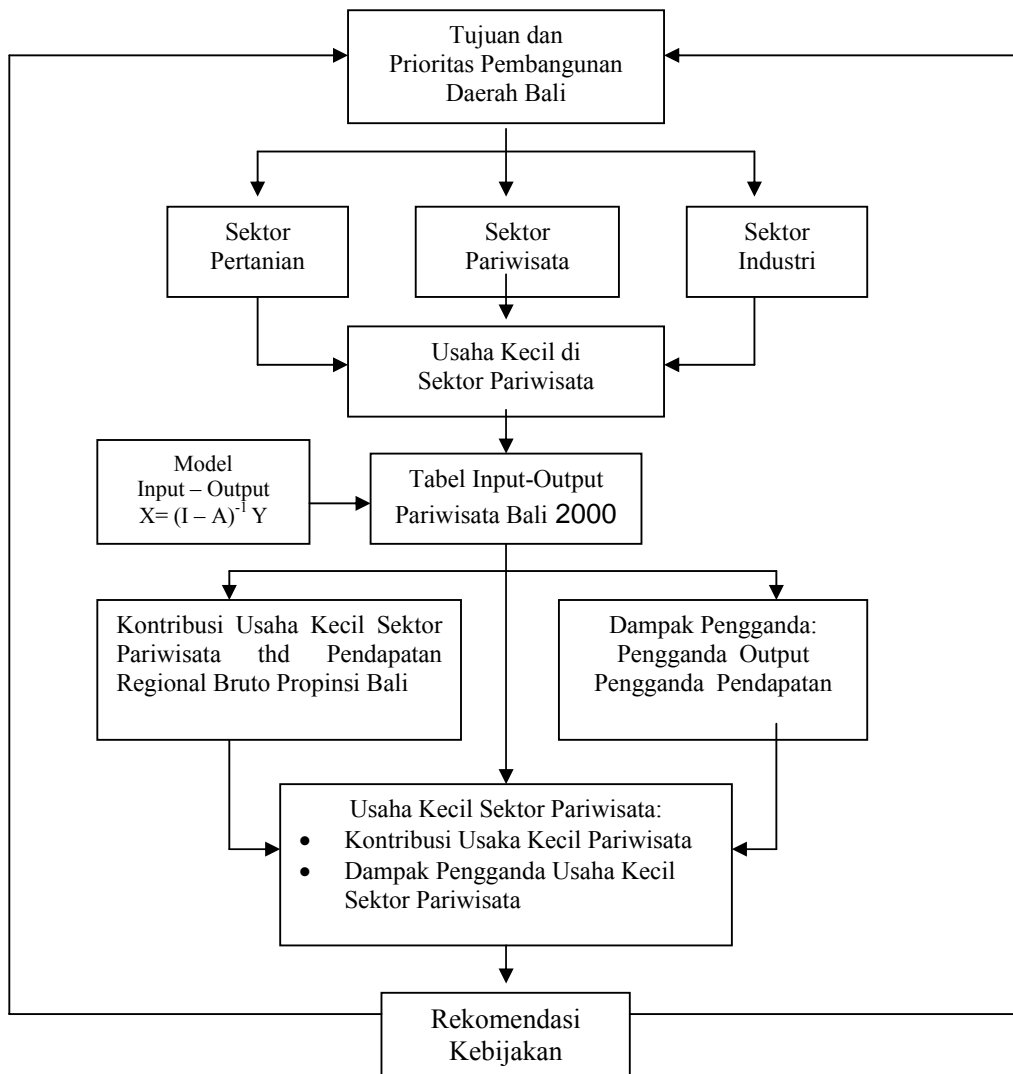 Tujuan dan
Prioritas Pembangunan
Daerah Bali
Sektor
Pertanian
Sektor
Pariwisata
Sektor
Industri
Usaha Kecil di
Sektor Pariwisata
Model
Input – Output
X= (I – A)⁻¹ Y
Tabel Input-Output
Pariwisata Bali 2000
Kontribusi Usaha Kecil Sektor
Pariwisata thd Pendapatan
Regional Bruto Propinsi Bali
Dampak Pengganda:
Pengganda Output
Pengganda Pendapatan
Usaha Kecil Sektor Pariwisata:
• Kontribusi Usaka Kecil Pariwisata
• Dampak Pengganda Usaha Kecil
Sektor Pariwisata
Rekomendasi
Kebijakan